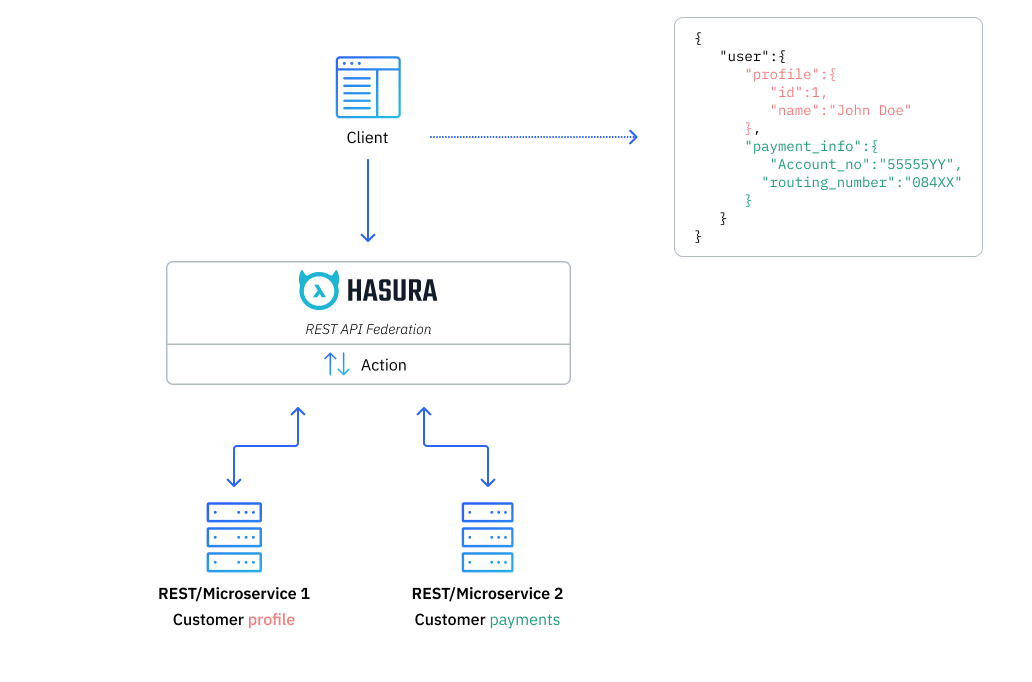 Client
{
"user":{
"profile":{
"id":1,
"name":"John Doe"
},
"payment_info":{
"Account_no":"55555YY",
"routing_number":"084XX"
}
}
}
HASURA
REST API Federation
Action
REST/Microservice 1
Customer profile
REST/Microservice 2
Customer payments